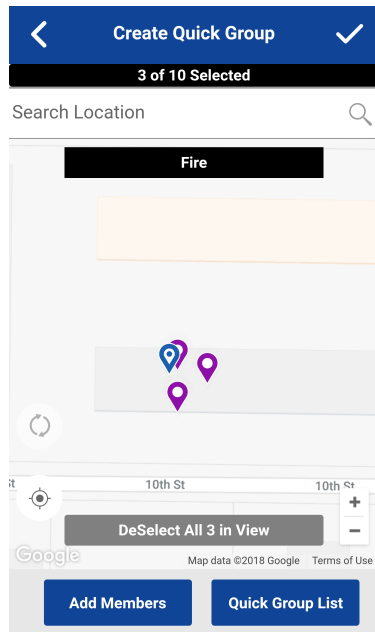 Create Quick Group
3 of 10 Selected
Search Location
Fire
St 10th St 10th St
+
DeSelect All 3 in View
−
Google Map data ©2018 Google Terms of Use
Add Members Quick Group List